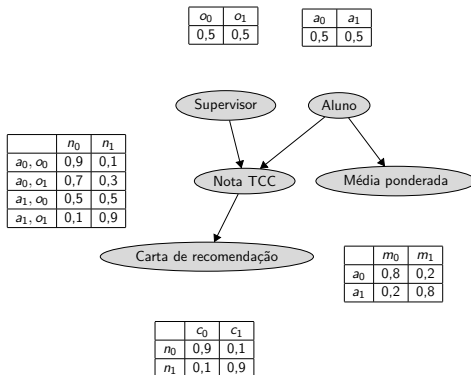 o₀ o₁
0,5 0,5
a₀ a₁
0,5 0,5
Supervisor
Aluno
n₀ n₁
a₀, o₀ 0,9 0,1
a₀, o₁ 0,7 0,3
a₁, o₀ 0,5 0,5
a₁, o₁ 0,1 0,9
Nota TCC
Média ponderada
Carta de recomendação
m₀ m₁
a₀ 0,8 0,2
a₁ 0,2 0,8
c₀ c₁
n₀ 0,9 0,1
n₁ 0,1 0,9